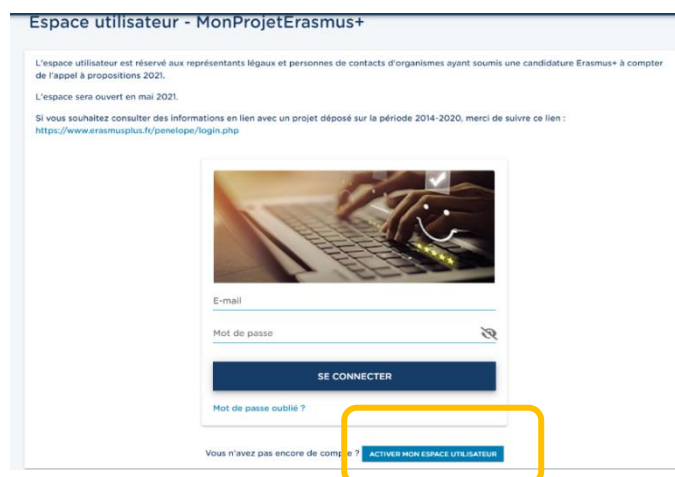 Espace utilisateur - MonProjetErasmus+
L'espace utilisateur est réservé aux représentants légaux et personnes de contacts d'organismes ayant soumis une candidature Erasmus+ à compter
de l'appel à propositions 2021.
L'espace sera ouvert en mai 2021.
Si vous souhaitez consulter des informations en lien avec un projet déposé sur la période 2014-2020, merci de suivre ce lien :
https://www.erasmusplus.fr/penelope/login.php
E-mail
Mot de passe
SE CONNECTER
Mot de passe oublié ?
Vous n'avez pas encore de compte ? ACTIVER MON ESPACE UTILISATEUR